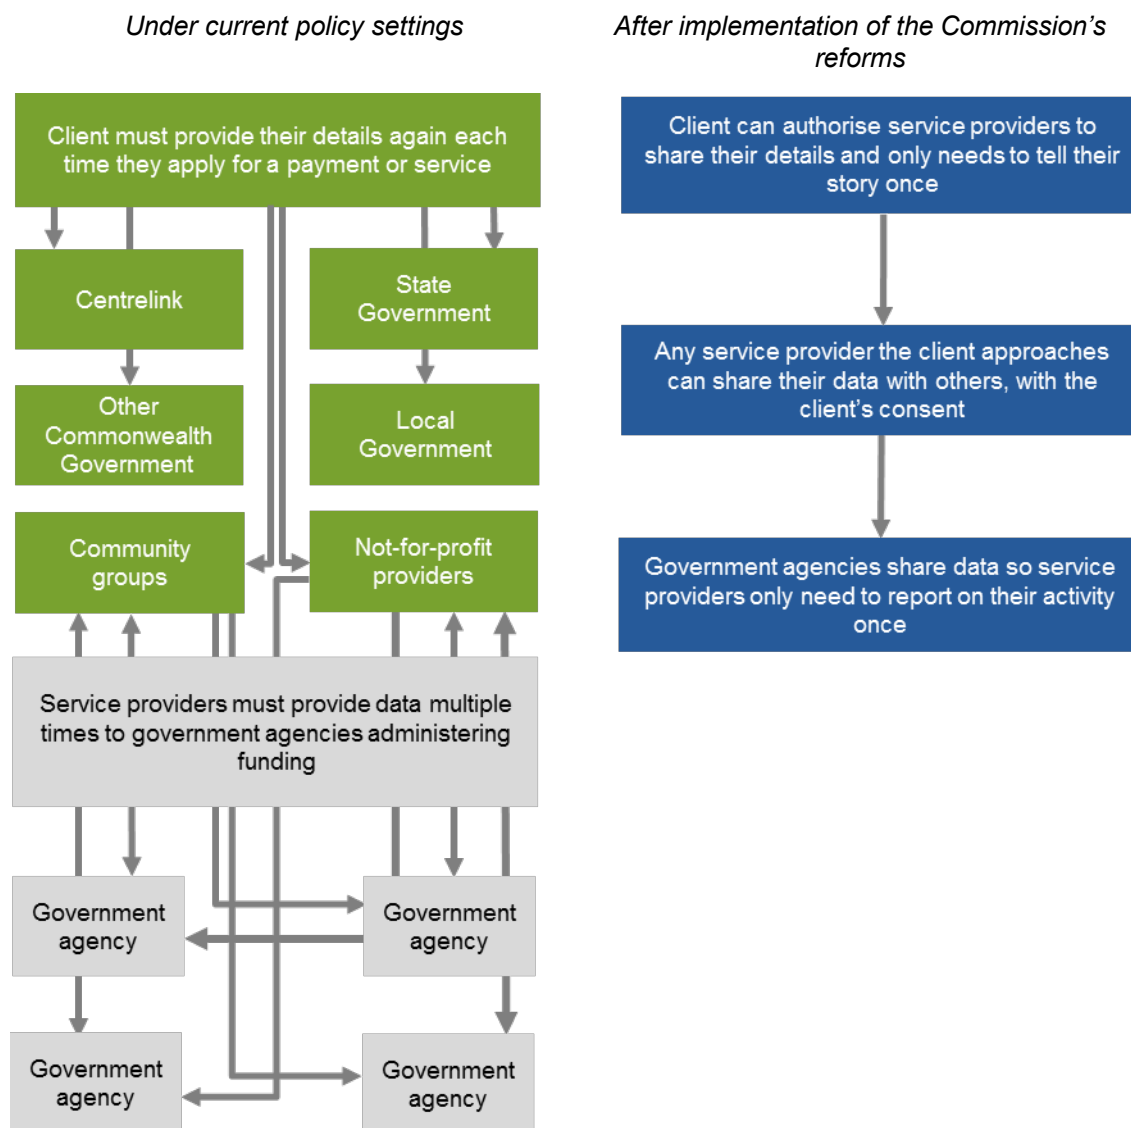 Under current policy settings
After implementation of the Commission's
reforms
Client must provide their details again each
time they apply for a payment or service
Centrelink
State
Government
Other
Commonwealth
Government
Local
Government
Community
groups
Not-for-profit
providers
Service providers must provide data multiple
times to government agencies administering
funding
Government
agency
Government
agency
Government
agency
Government
agency
Client can authorise service providers to
share their details and only needs to tell their
story once
Any service provider the client approaches
can share their data with others, with the
client's consent
Government agencies share data so service
providers only need to report on their activity
once